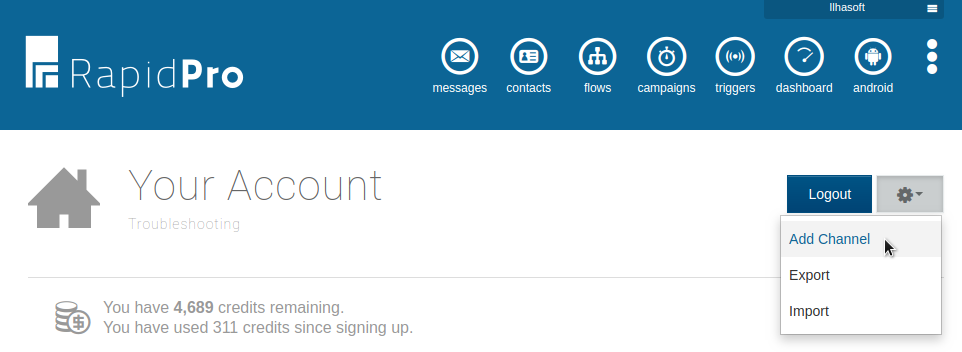 Ilhasoft
RapidPro
messages contacts flows campaigns triggers dashboard android
Your Account
Troubleshooting
Logout
Add Channel
Export
Import
You have 4,689 credits remaining.
You have used 311 credits since signing up.